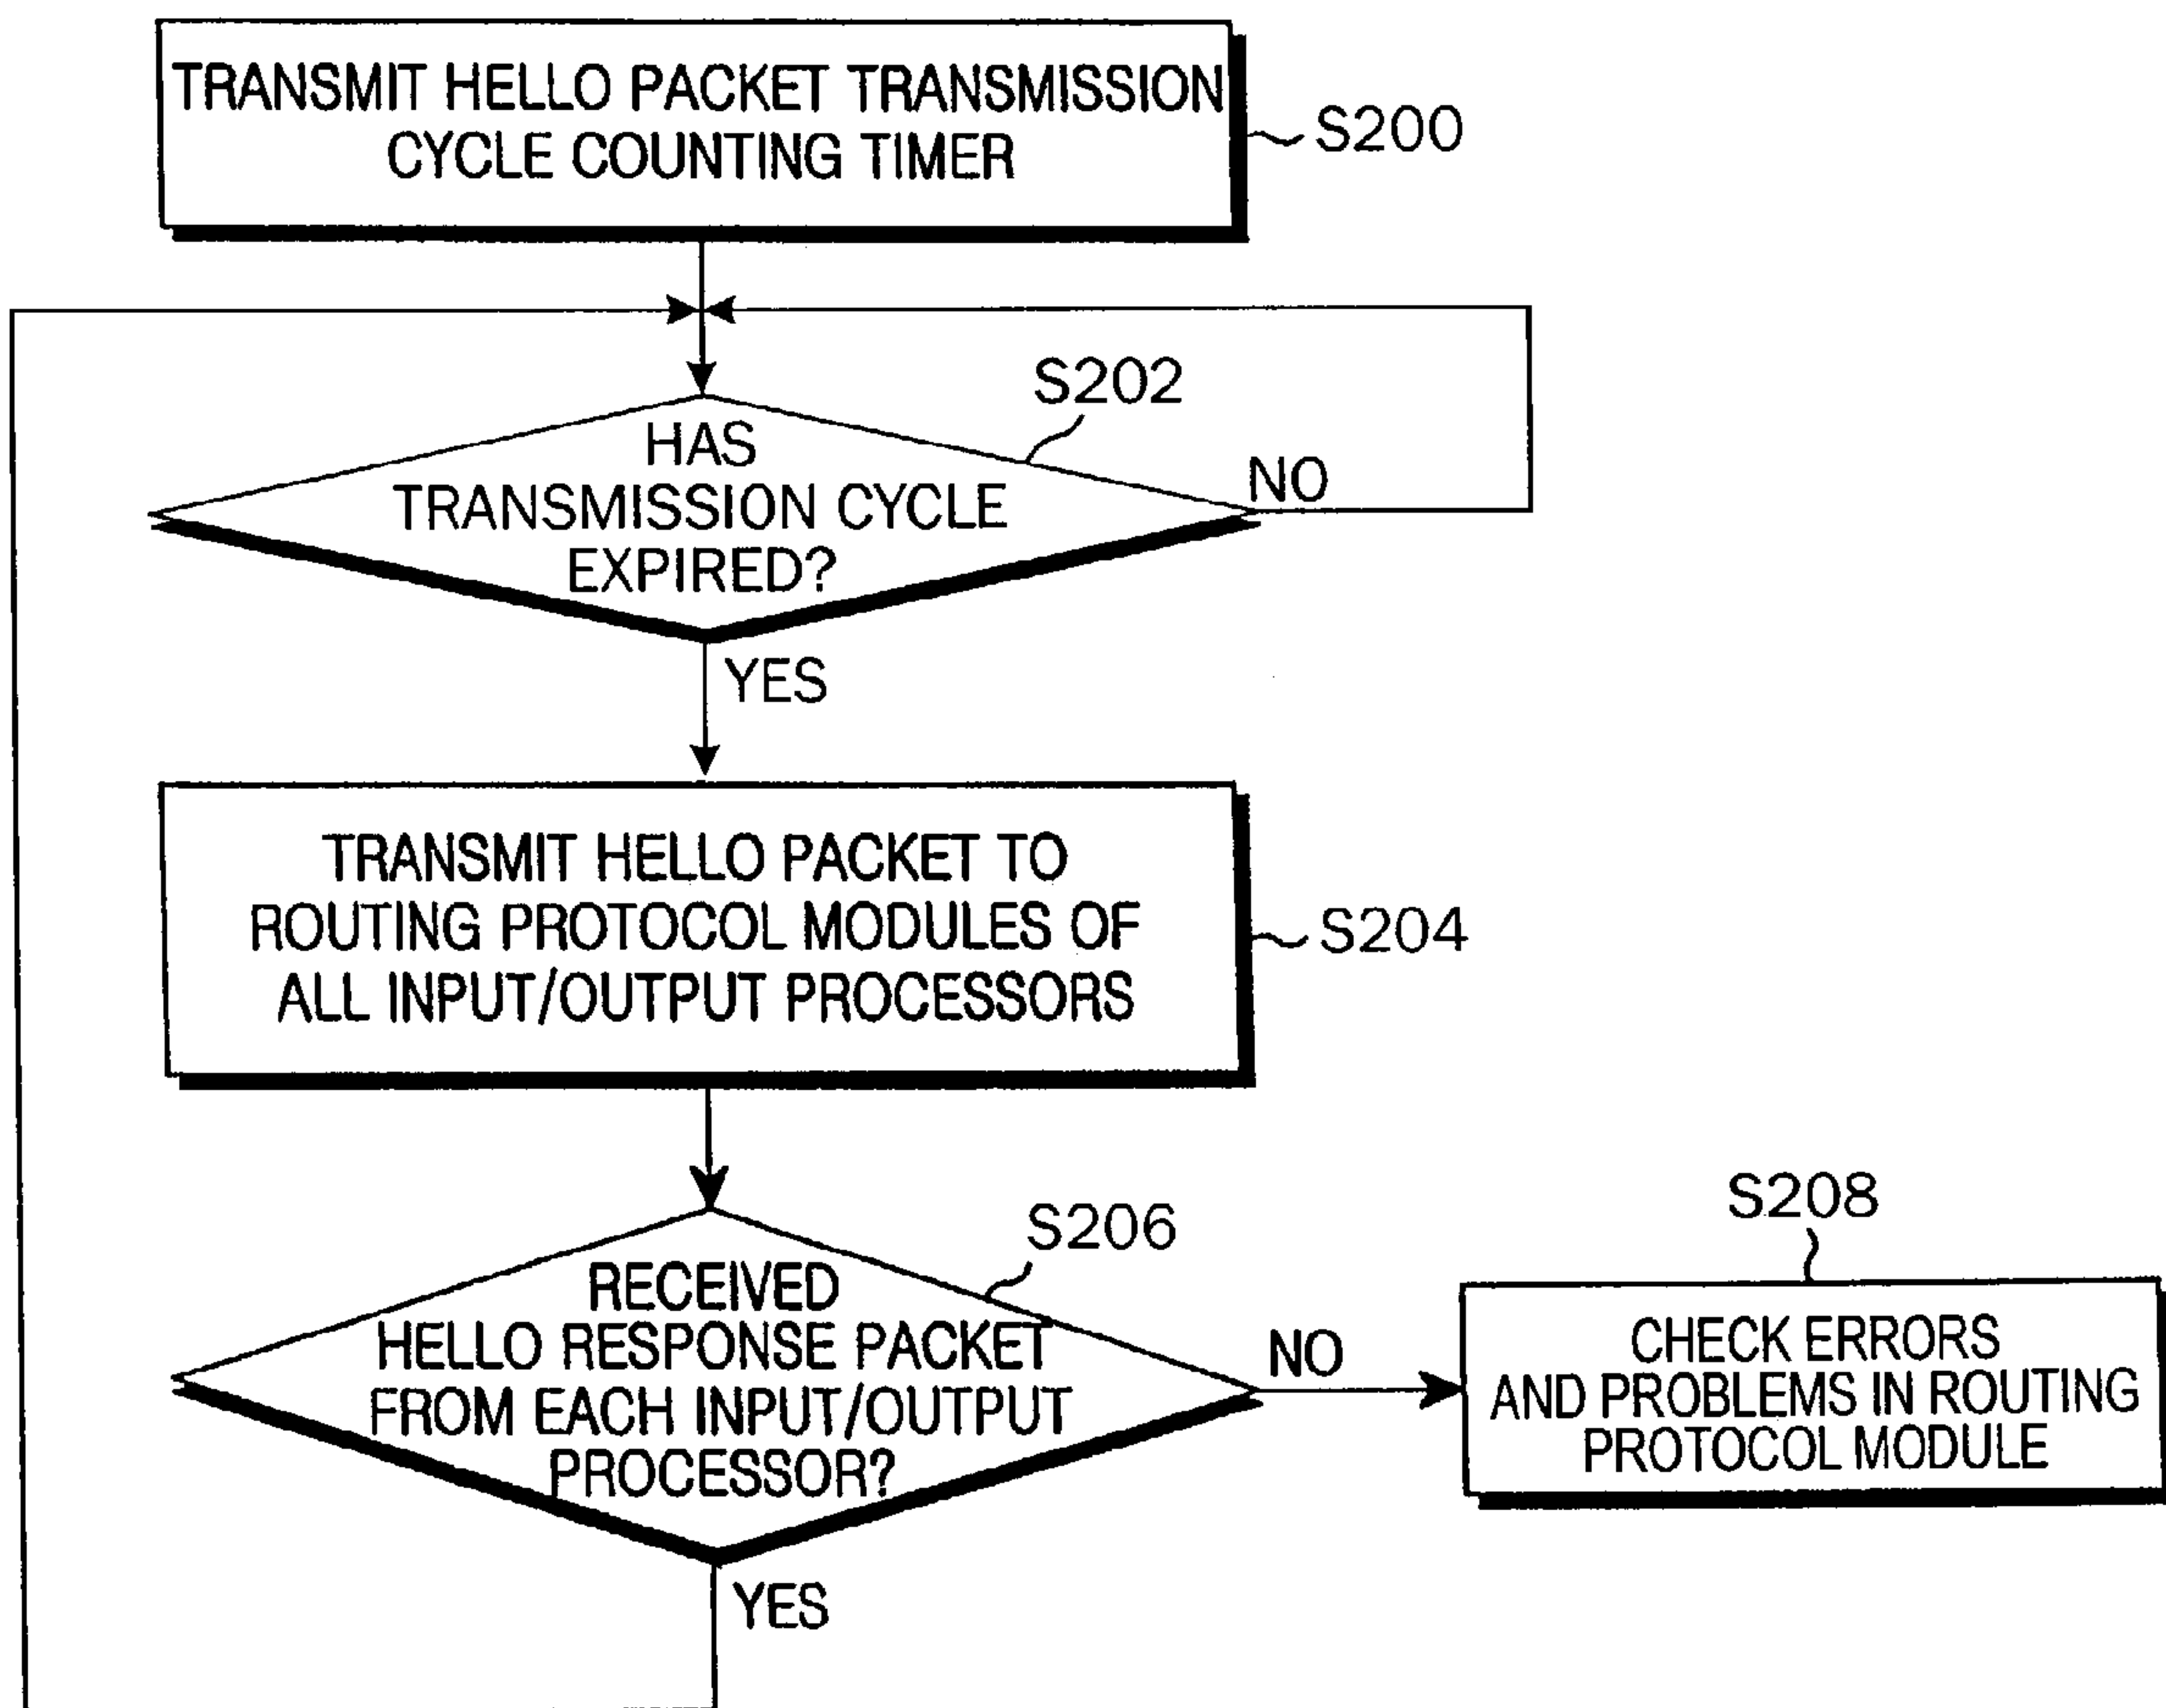 TRANSMIT HELLO PACKET TRANSMISSION
CYCLE COUNTING TIMER
S200
S202
HAS
TRANSMISSION CYCLE
EXPIRED?
NO
YES
TRANSMIT HELLO PACKET TO
ROUTING PROTOCOL MODULES OF
ALL INPUT/OUTPUT PROCESSORS
S204
S206
RECEIVED
HELLO RESPONSE PACKET
FROM EACH INPUT/OUTPUT
PROCESSOR?
NO
S208
CHECK ERRORS
AND PROBLEMS IN ROUTING
PROTOCOL MODULE
YES